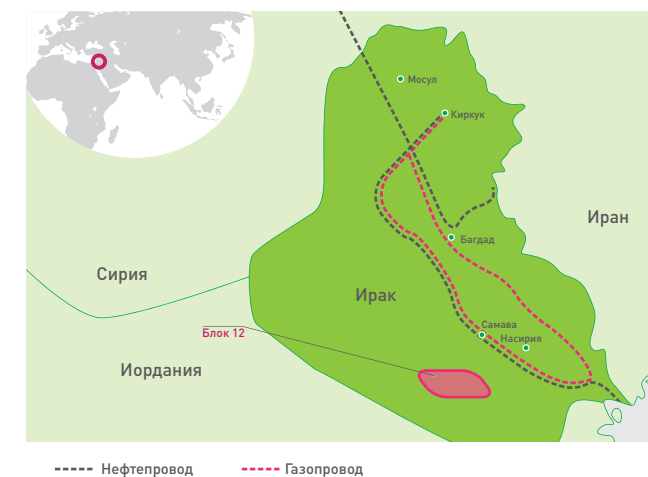 Мосул
Киркук
Иран
Багдад
Сирия
Ирак
Самава
Блок 12
Насирия
Иордания
Нефтепровод
Газопровод